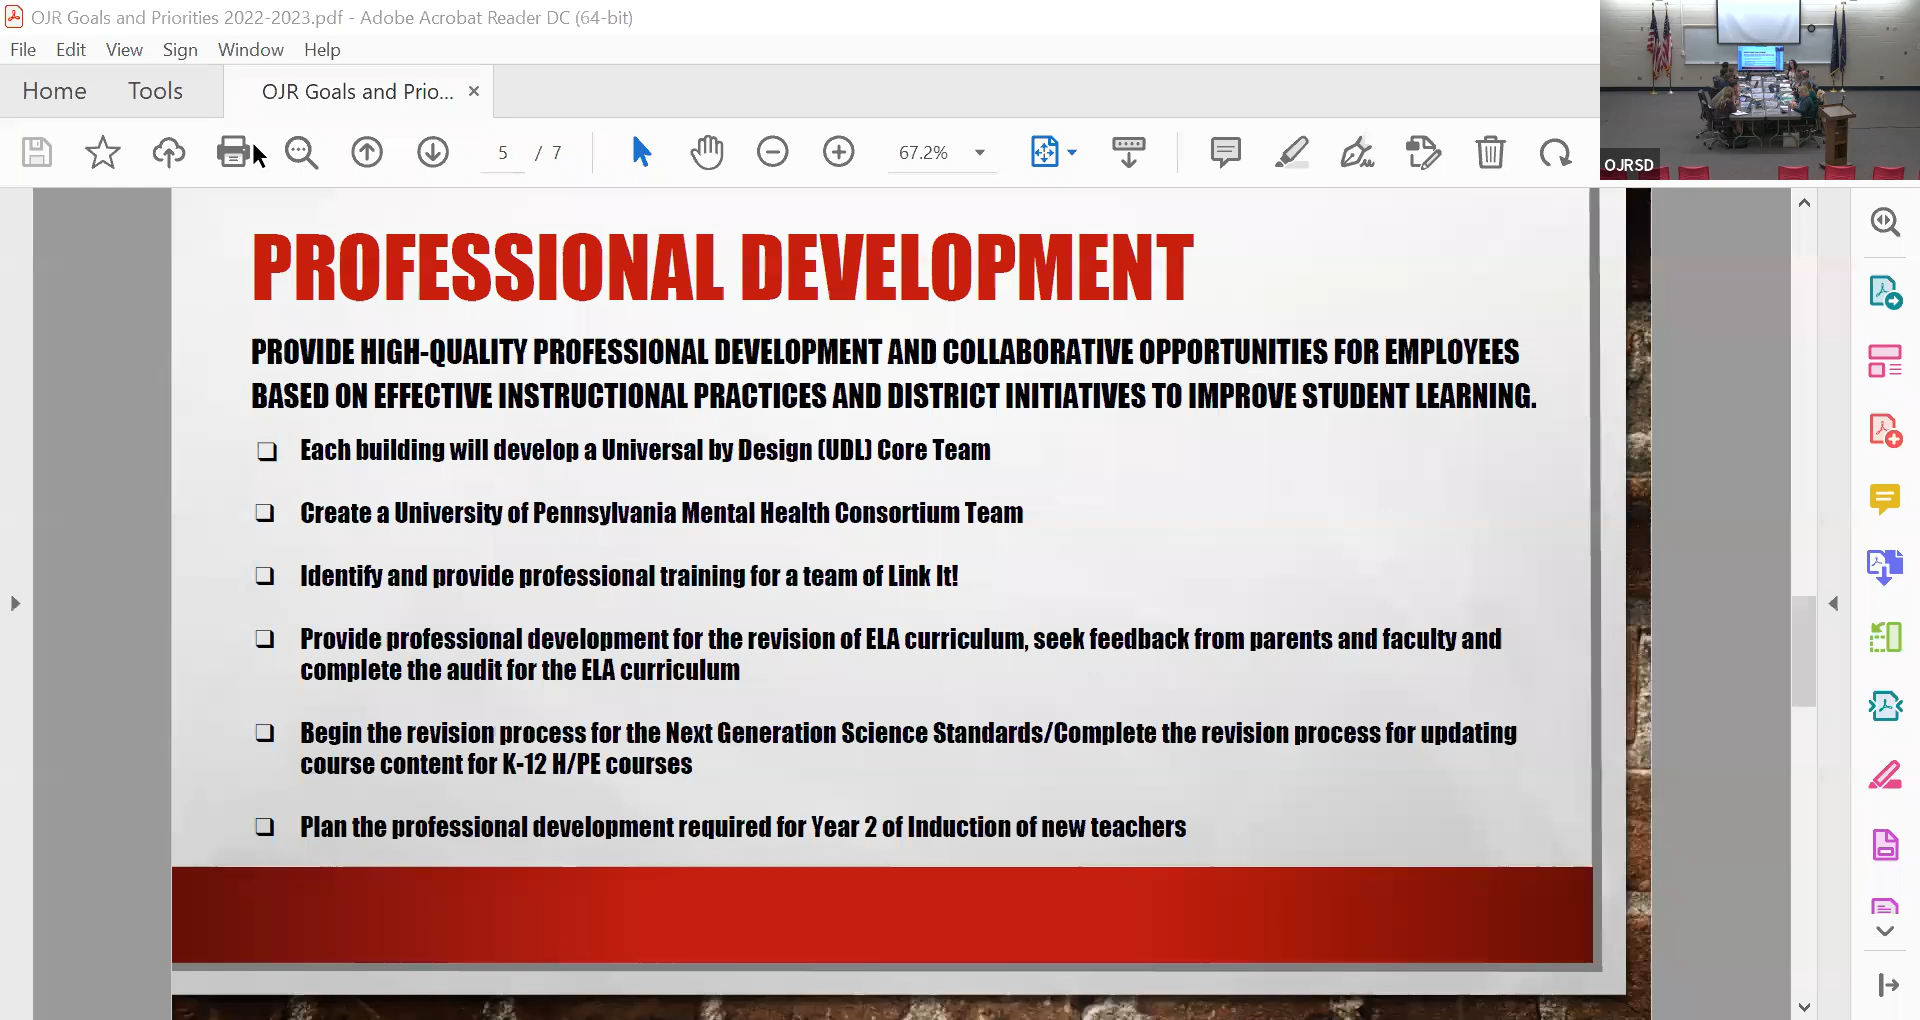 OJR Goals and Priorities 2022-2023.pdf - Adobe Acrobat Reader DC (64-bit)
File Edit View Sign Window Help
Home Tools OJR Goals and Prio... ×
5 / 7 67.2%
OJRSD
PROFESSIONAL DEVELOPMENT
PROVIDE HIGH-QUALITY PROFESSIONAL DEVELOPMENT AND COLLABORATIVE OPPORTUNITIES FOR EMPLOYEES
BASED ON EFFECTIVE INSTRUCTIONAL PRACTICES AND DISTRICT INITIATIVES TO IMPROVE STUDENT LEARNING.
❑ Each building will develop a Universal by Design (UDL) Core Team
❑ Create a University of Pennsylvania Mental Health Consortium Team
❑ Identify and provide professional training for a team of Link It!
❑ Provide professional development for the revision of ELA curriculum, seek feedback from parents and faculty and
complete the audit for the ELA curriculum
❑ Begin the revision process for the Next Generation Science Standards/Complete the revision process for updating
course content for K-12 H/PE courses
❑ Plan the professional development required for Year 2 of Induction of new teachers